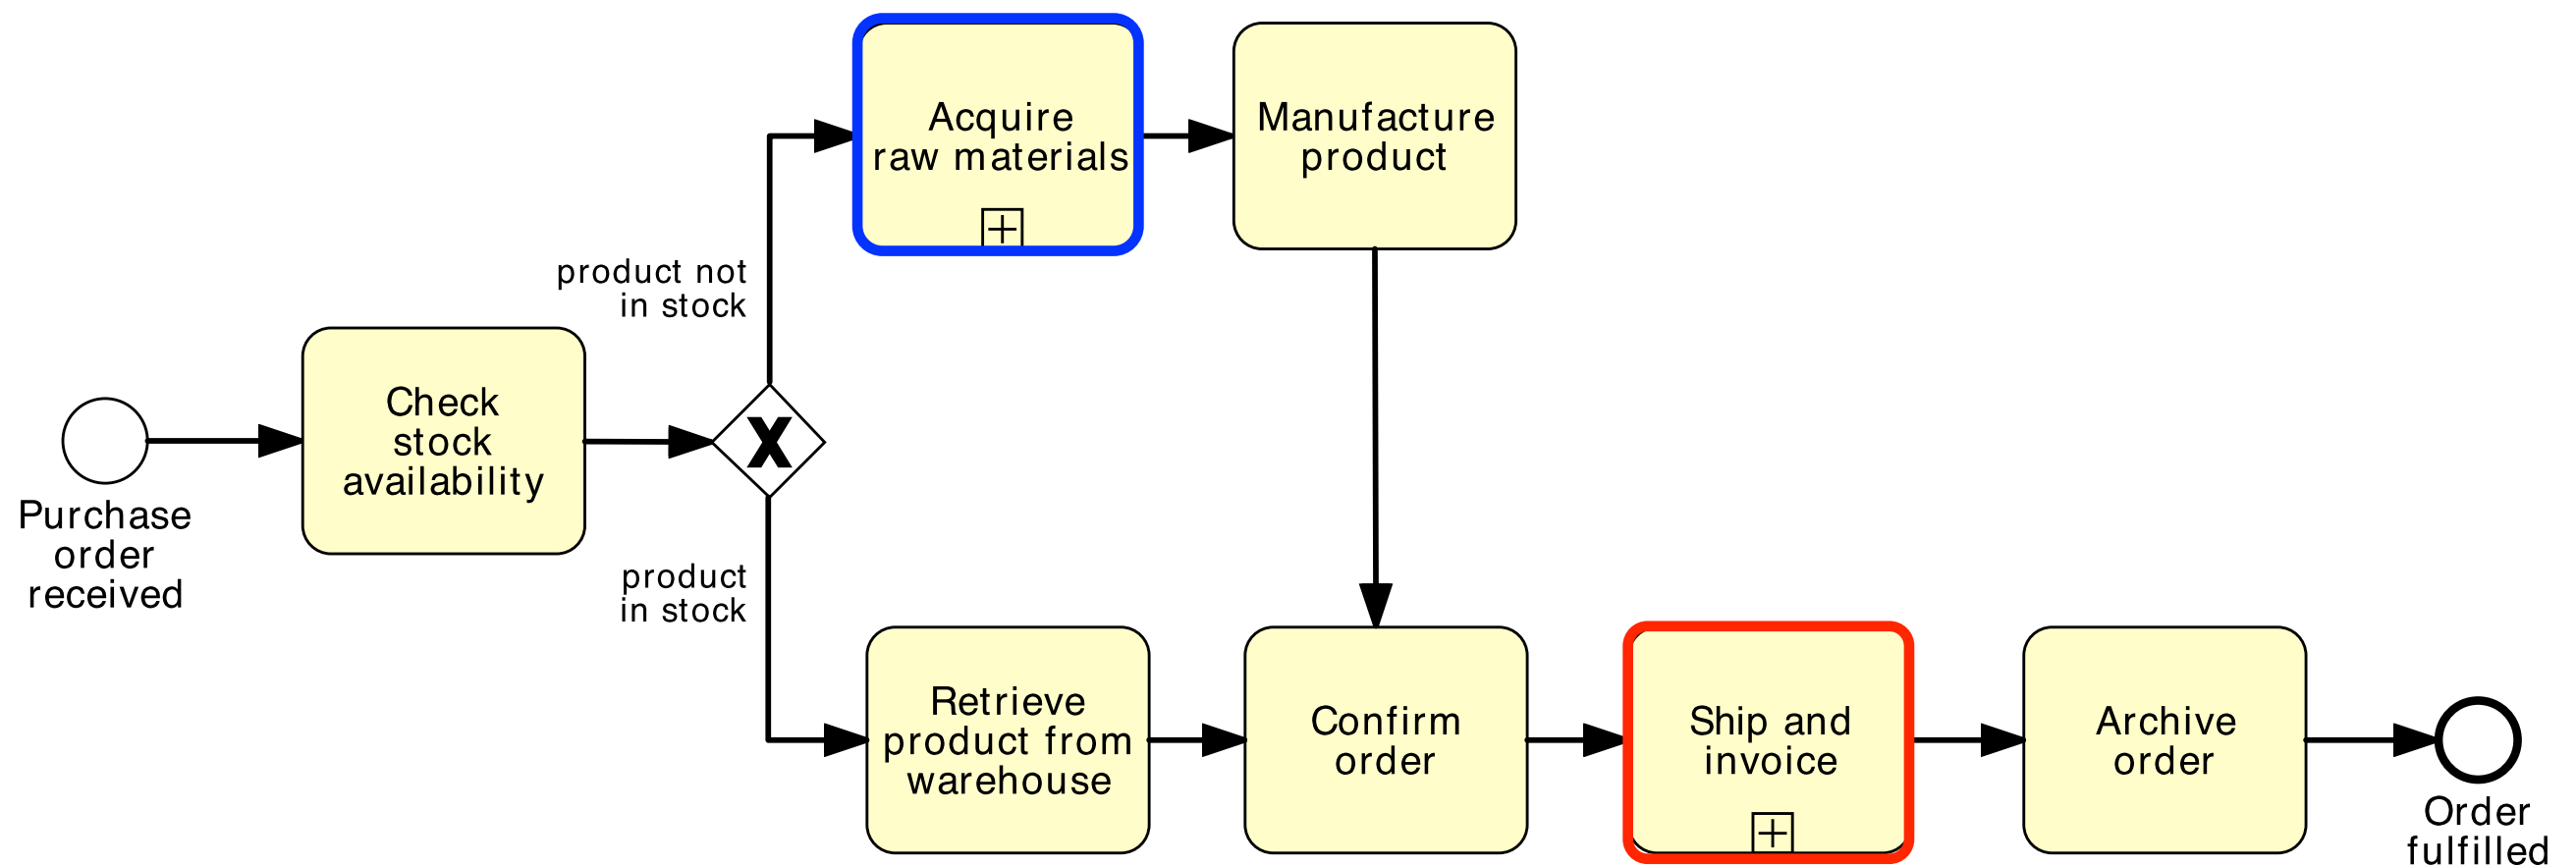 Acquire
raw materials
Manufacture
product
product not
in stock
Check
stock
availability
X
Purchase
order
received
product
in stock
Retrieve
product from
warehouse
Confirm
order
Ship and
invoice
Archive
order
Order
fulfilled